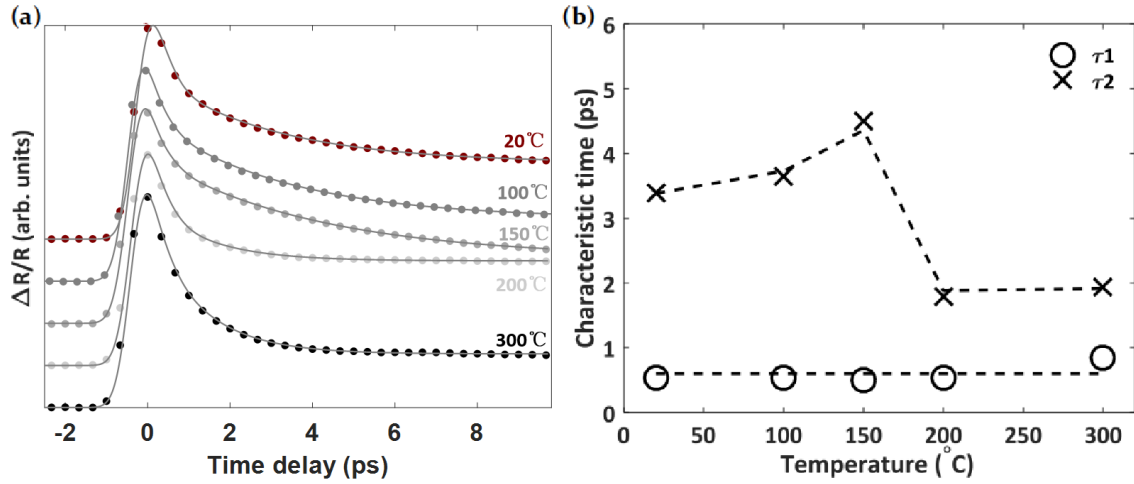 (a)
ΔR/R (arb. units)
20℃
100℃
150℃
200℃
300℃
-2 0 2 4 6 8
Time delay (ps)
(b)
Characteristic time (ps)
6
5
4
3
2
1
0
τ1
τ2
0 50 100 150 200 250 300
Temperature (°C)